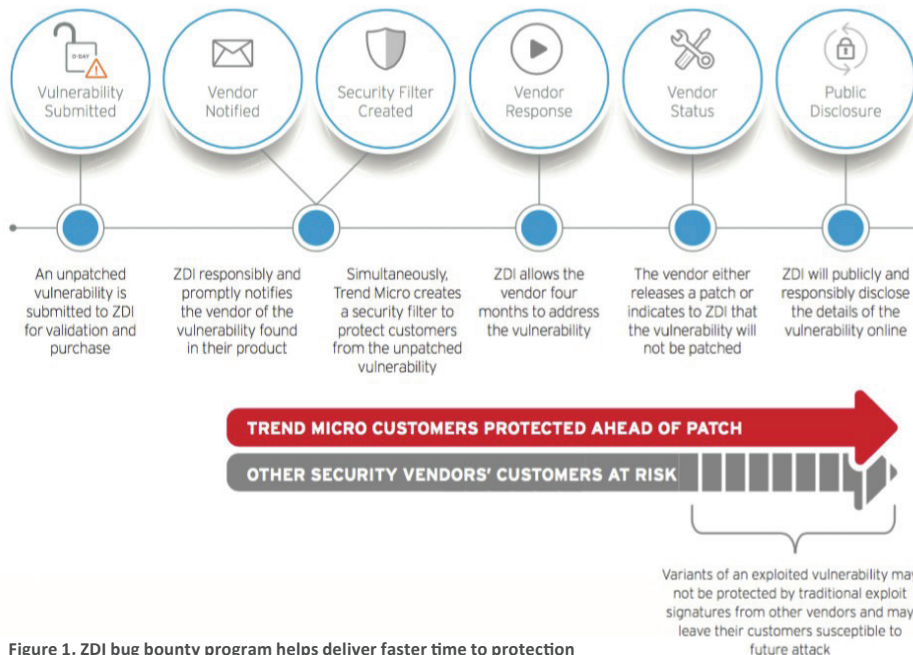 0-DAY
Vulnerability
Submitted
Vendor
Notified
Security Filter
Created
Vendor
Response
Vendor
Status
Public
Disclosure
An unpatched
vulnerability is
submitted to ZDI
for validation and
purchase
ZDI responsibly and
promptly notifies
the vendor of the
vulnerability found
in their product
Simultaneously,
Trend Micro creates
a security filter to
protect customers
from the unpatched
vulnerability
ZDI allows the
vendor four
months to address
the vulnerability
The vendor either
releases a patch or
indicates to ZDI that
the vulnerability will
not be patched
ZDI will publicly and
responsibly disclose
the details of the
vulnerability online
TREND MICRO CUSTOMERS PROTECTED AHEAD OF PATCH
OTHER SECURITY VENDORS' CUSTOMERS AT RISK
Variants of an exploited vulnerability may
not be protected by traditional exploit
signatures from other vendors and may
leave their customers susceptible to
future attack
Figure 1. ZDI bug bounty program helps deliver faster time to protection